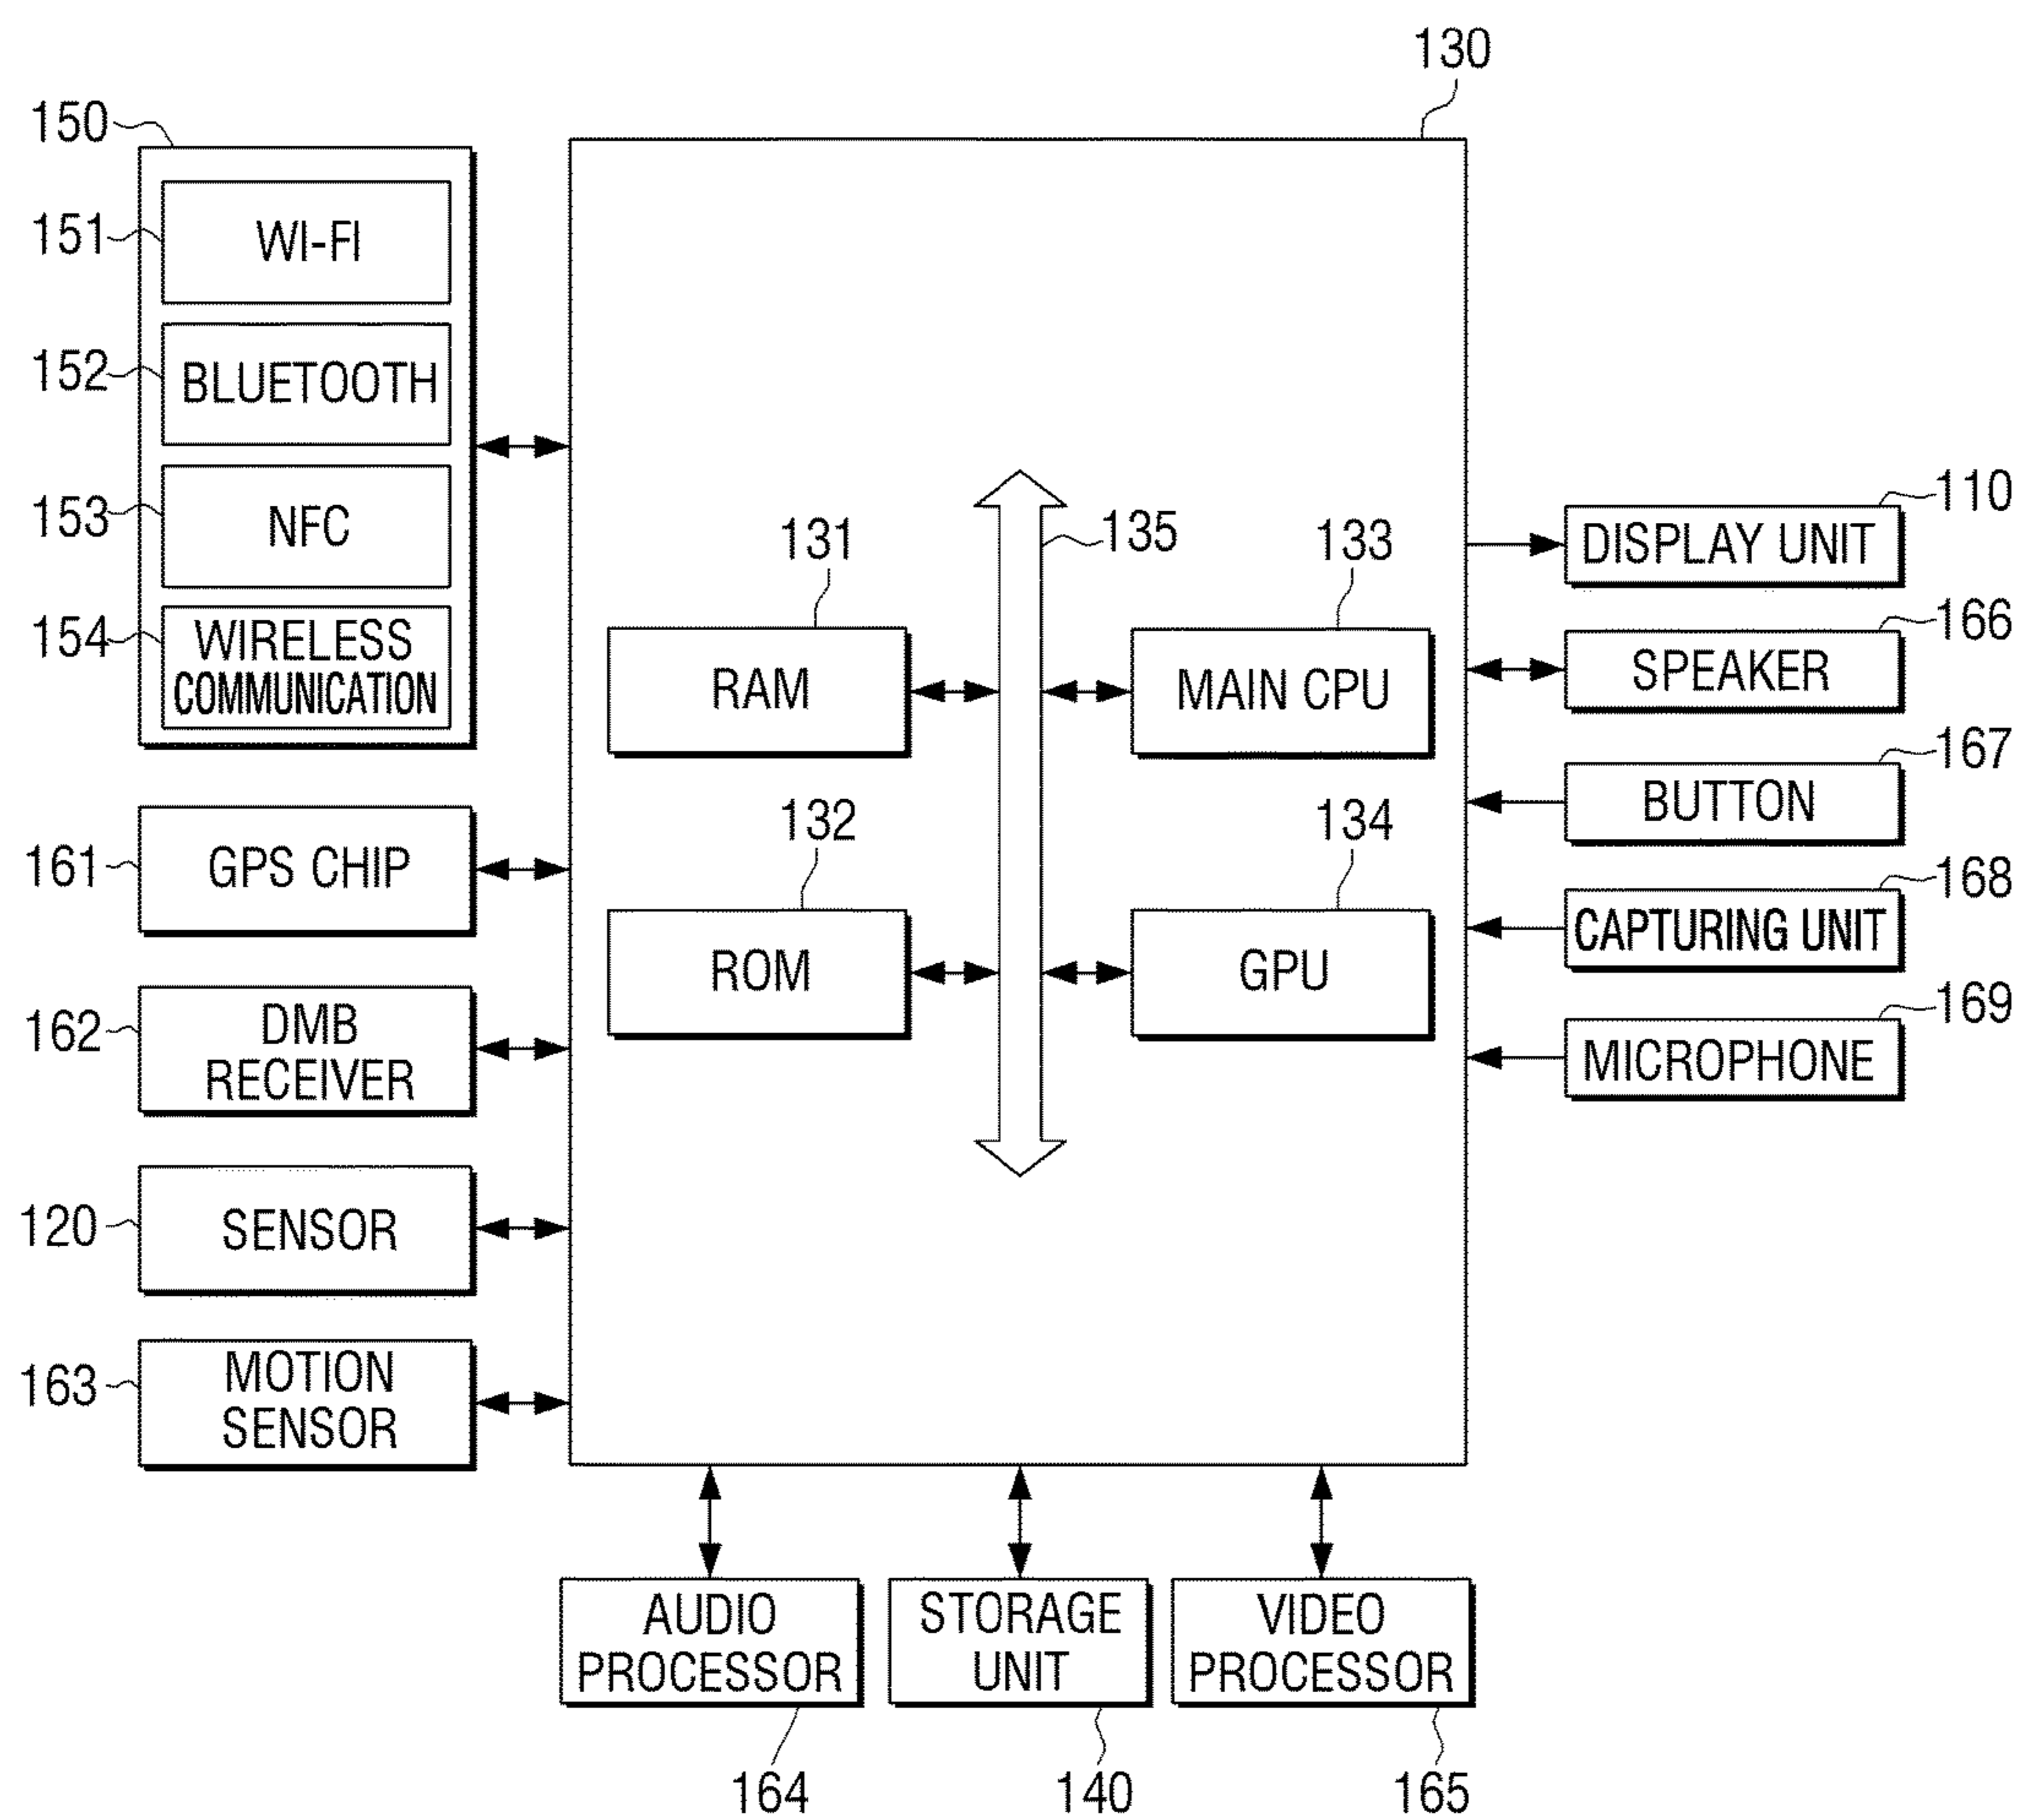 130
150
151
WI-FI
152
BLUETOOTH
153
NFC
154
WIRELESS
COMMUNICATION
161
GPS CHIP
162
DMB
RECEIVER
120
SENSOR
163
MOTION
SENSOR
131
RAM
132
ROM
135
133
MAIN CPU
134
GPU
110
DISPLAY UNIT
166
SPEAKER
167
BUTTON
168
CAPTURING UNIT
169
MICROPHONE
AUDIO
PROCESSOR
164
STORAGE
UNIT
140
VIDEO
PROCESSOR
165